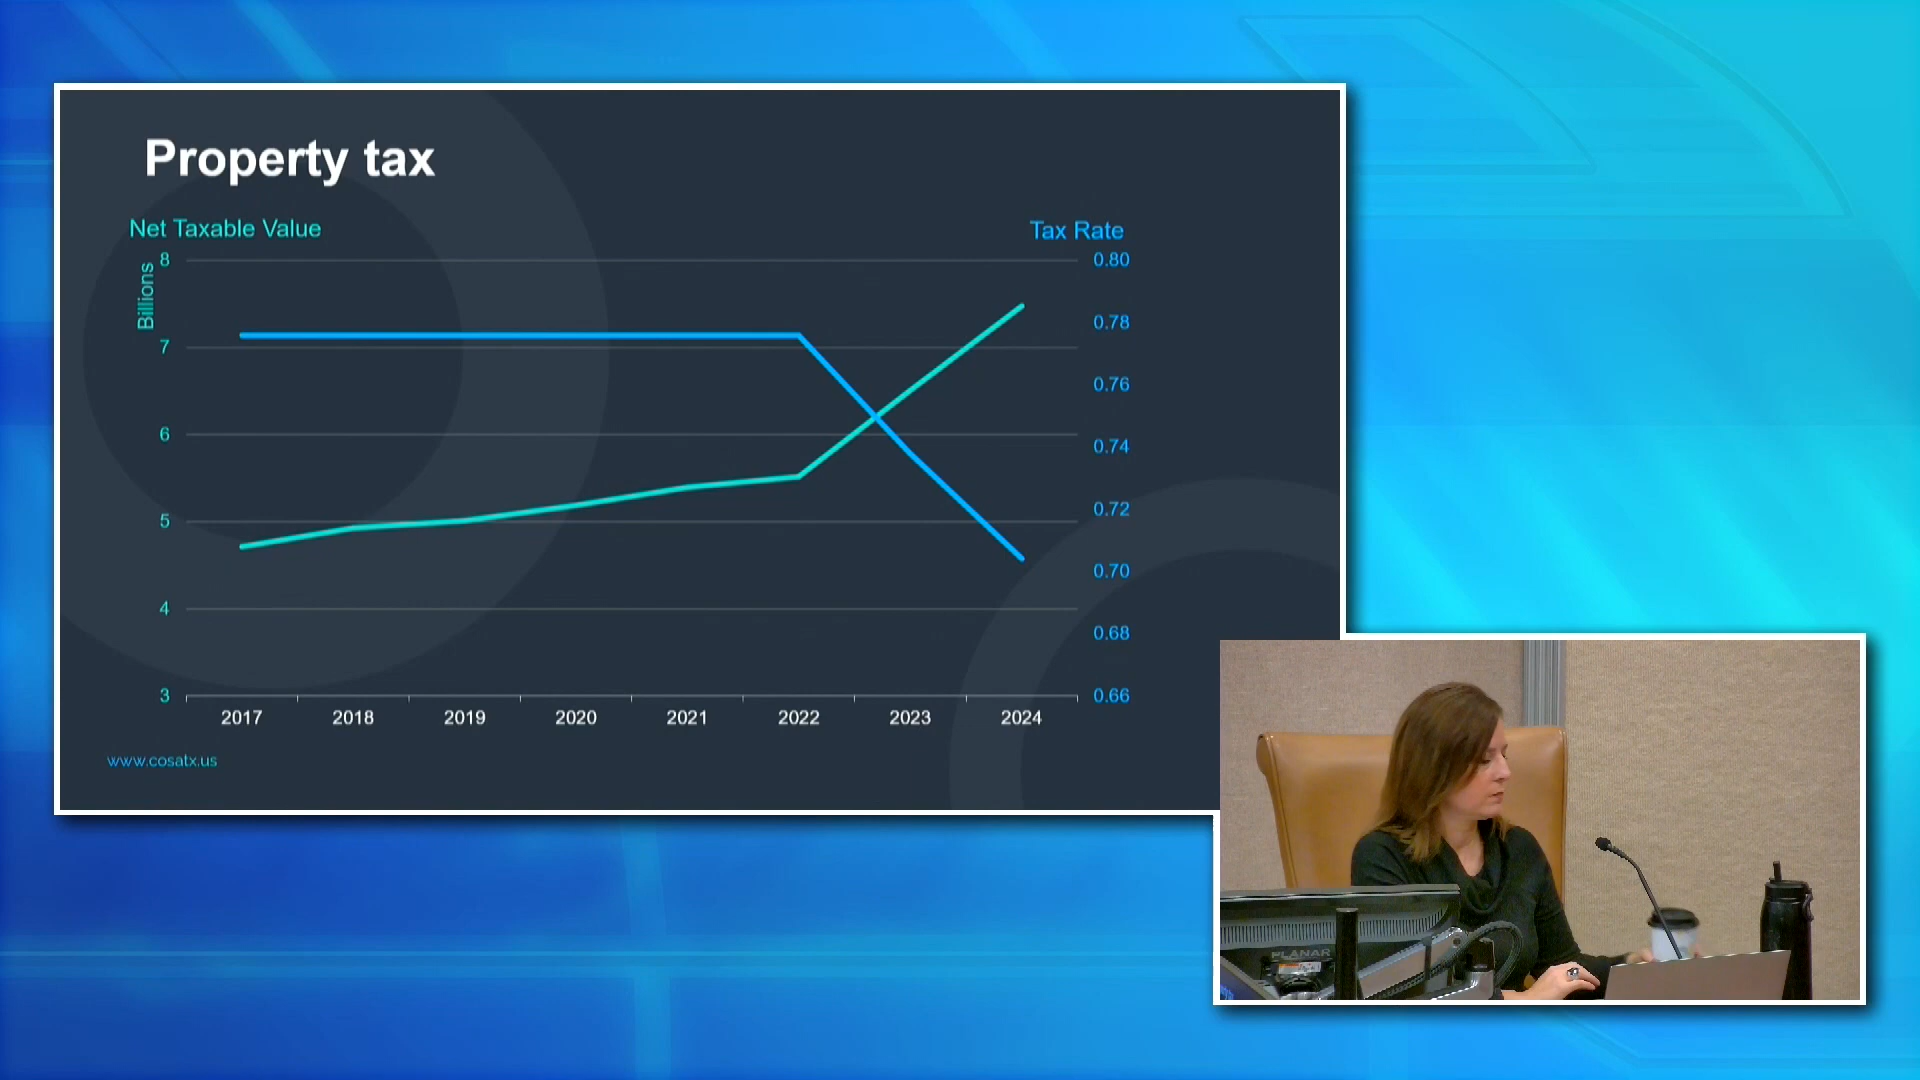 Property tax
Net Taxable Value
Tax Rate
Billions
8
7
6
5
4
3
0.80
0.78
0.76
0.74
0.72
0.70
0.68
0.66
2017 2018 2019 2020 2021 2022 2023 2024
www.cosatx.us
PLANAR